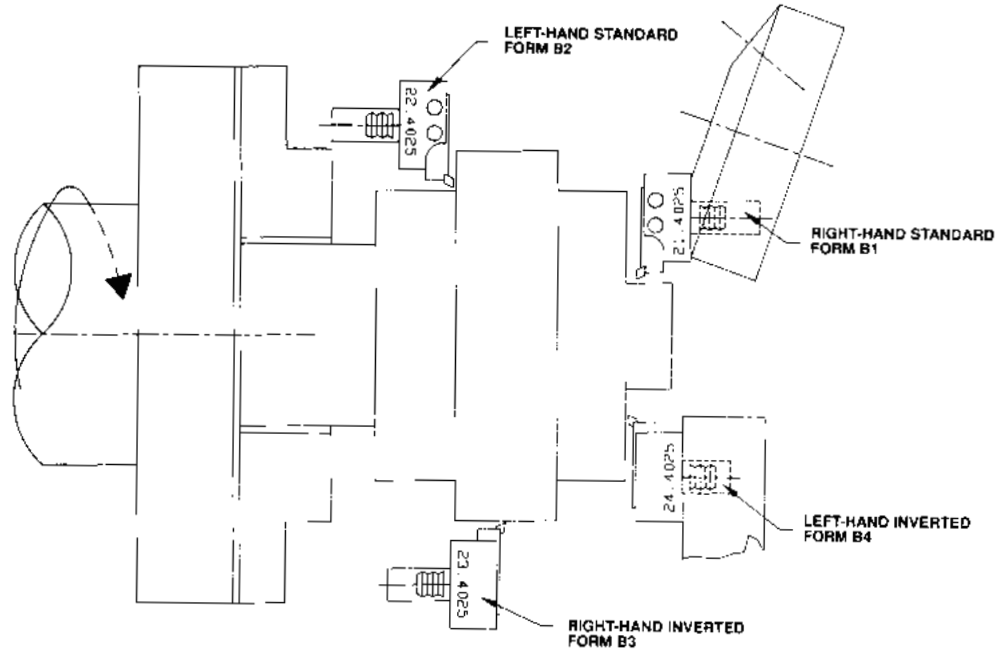 LEFT-HAND STANDARD
FORM B2
22.4025
21.4025
RIGHT-HAND STANDARD
FORM B1
24.4025
LEFT-HAND INVERTED
FORM B4
23.4025
RIGHT-HAND INVERTED
FORM B3